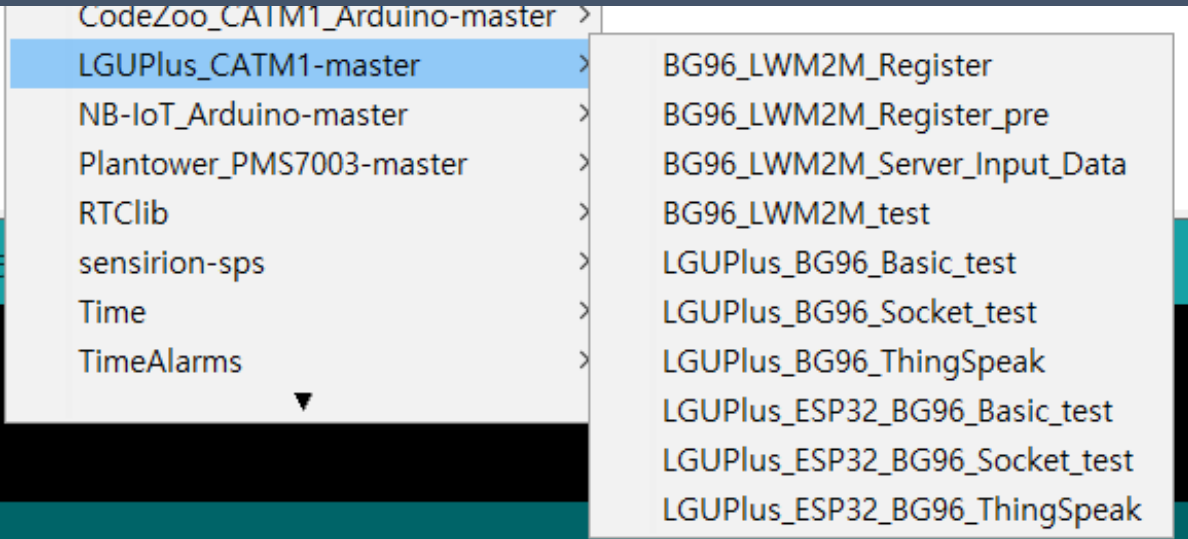 CodeZoo_CATM1_Arduino-master
LGUPlus_CATM1-master
NB-IoT_Arduino-master
Plantower_PMS7003-master
RTClib
sensirion-sps
Time
TimeAlarms
BG96_LWM2M_Register
BG96_LWM2M_Register_pre
BG96_LWM2M_Server_Input_Data
BG96_LWM2M_test
LGUPlus_BG96_Basic_test
LGUPlus_BG96_Socket_test
LGUPlus_BG96_ThingSpeak
LGUPlus_ESP32_BG96_Basic_test
LGUPlus_ESP32_BG96_Socket_test
LGUPlus_ESP32_BG96_ThingSpeak